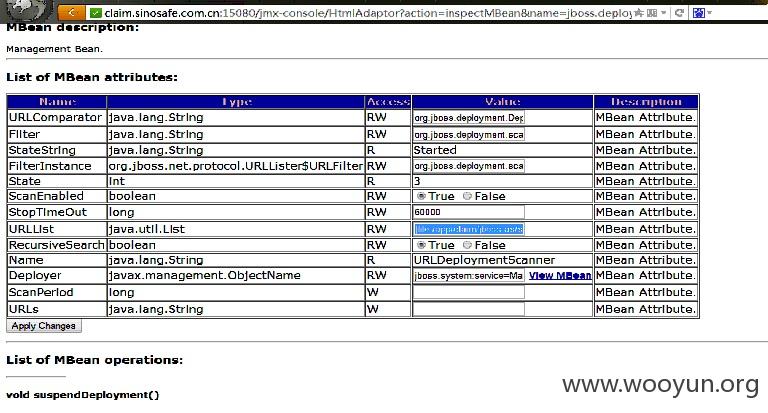 claim.sinosafe.com.cn:15080/jmx-console/HtmlAdaptor?action=inspectMBean&name=jboss.deploy
MBean description:
Management Bean.
List of MBean attributes:
Name Type Access Value Description
URLComparator java.lang.String RW org.jboss.deployment.Dep MBean Attribute.
Filter java.lang.String RW org.jboss.deployment.sca MBean Attribute.
StateString java.lang.String R Started MBean Attribute.
FilterInstance org.jboss.net.protocol.URLLister$URLFilter RW org.jboss.deployment.sca MBean Attribute.
State int R 3 MBean Attribute.
ScanEnabled boolean RW True False MBean Attribute.
StopTimeOut long RW 60000 MBean Attribute.
URLList java.util.List RW MBean Attribute.
RecursiveSearch boolean RW True False MBean Attribute.
Name java.lang.String R URLDeploymentScanner MBean Attribute.
Deployer javax.management.ObjectName RW jboss.system:service=Ma View MBean MBean Attribute.
ScanPeriod long W MBean Attribute.
URLs java.lang.String W MBean Attribute.
Apply Changes
List of MBean operations:
void suspendDeployment()
www.wooyun.org